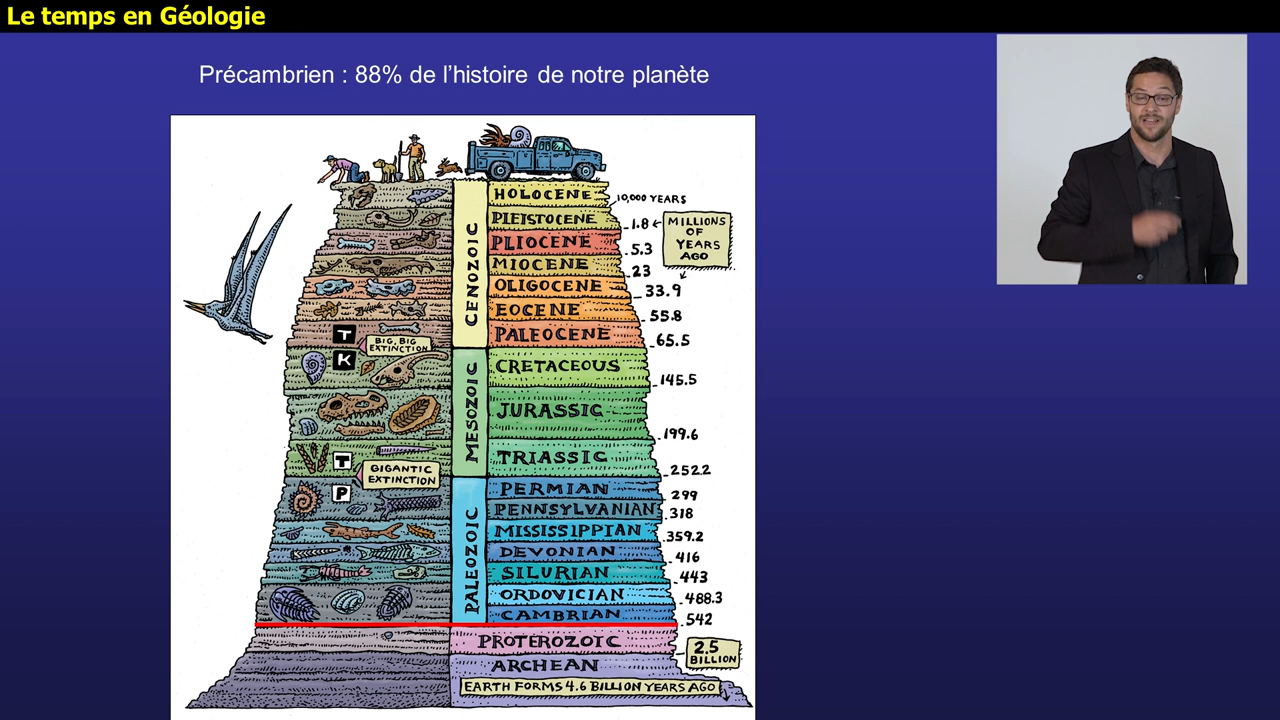 Le temps en Géologie
Précambrien : 88% de l'histoire de notre planète
HOLOCENE
10,000 YEARS
PLEISTOCENE
1.8
MILLIONS
OF
YEARS
AGO
PLIOCENE
5.3
MIOCENE
23
OLIGOCENE
33.9
EOCENE
55.8
PALEOCENE
65.5
CENOZOIC
T
BIG, BIG
EXTINCTION
K
CRETACEOUS
145.5
JURASSIC
199.6
TRIASSIC
252.2
MESOZOIC
T
GIGANTIC
EXTINCTION
P
PERMIAN
299
PENNSYLVANIAN
318
MISSISSIPPIAN
359.2
DEVONIAN
416
SILURIAN
443
ORDOVICIAN
488.3
CAMBRIAN
542
PALEOZOIC
PROTEROZOIC
2.5
BILLION
ARCHEAN
EARTH FORMS 4.6 BILLION YEARS AGO